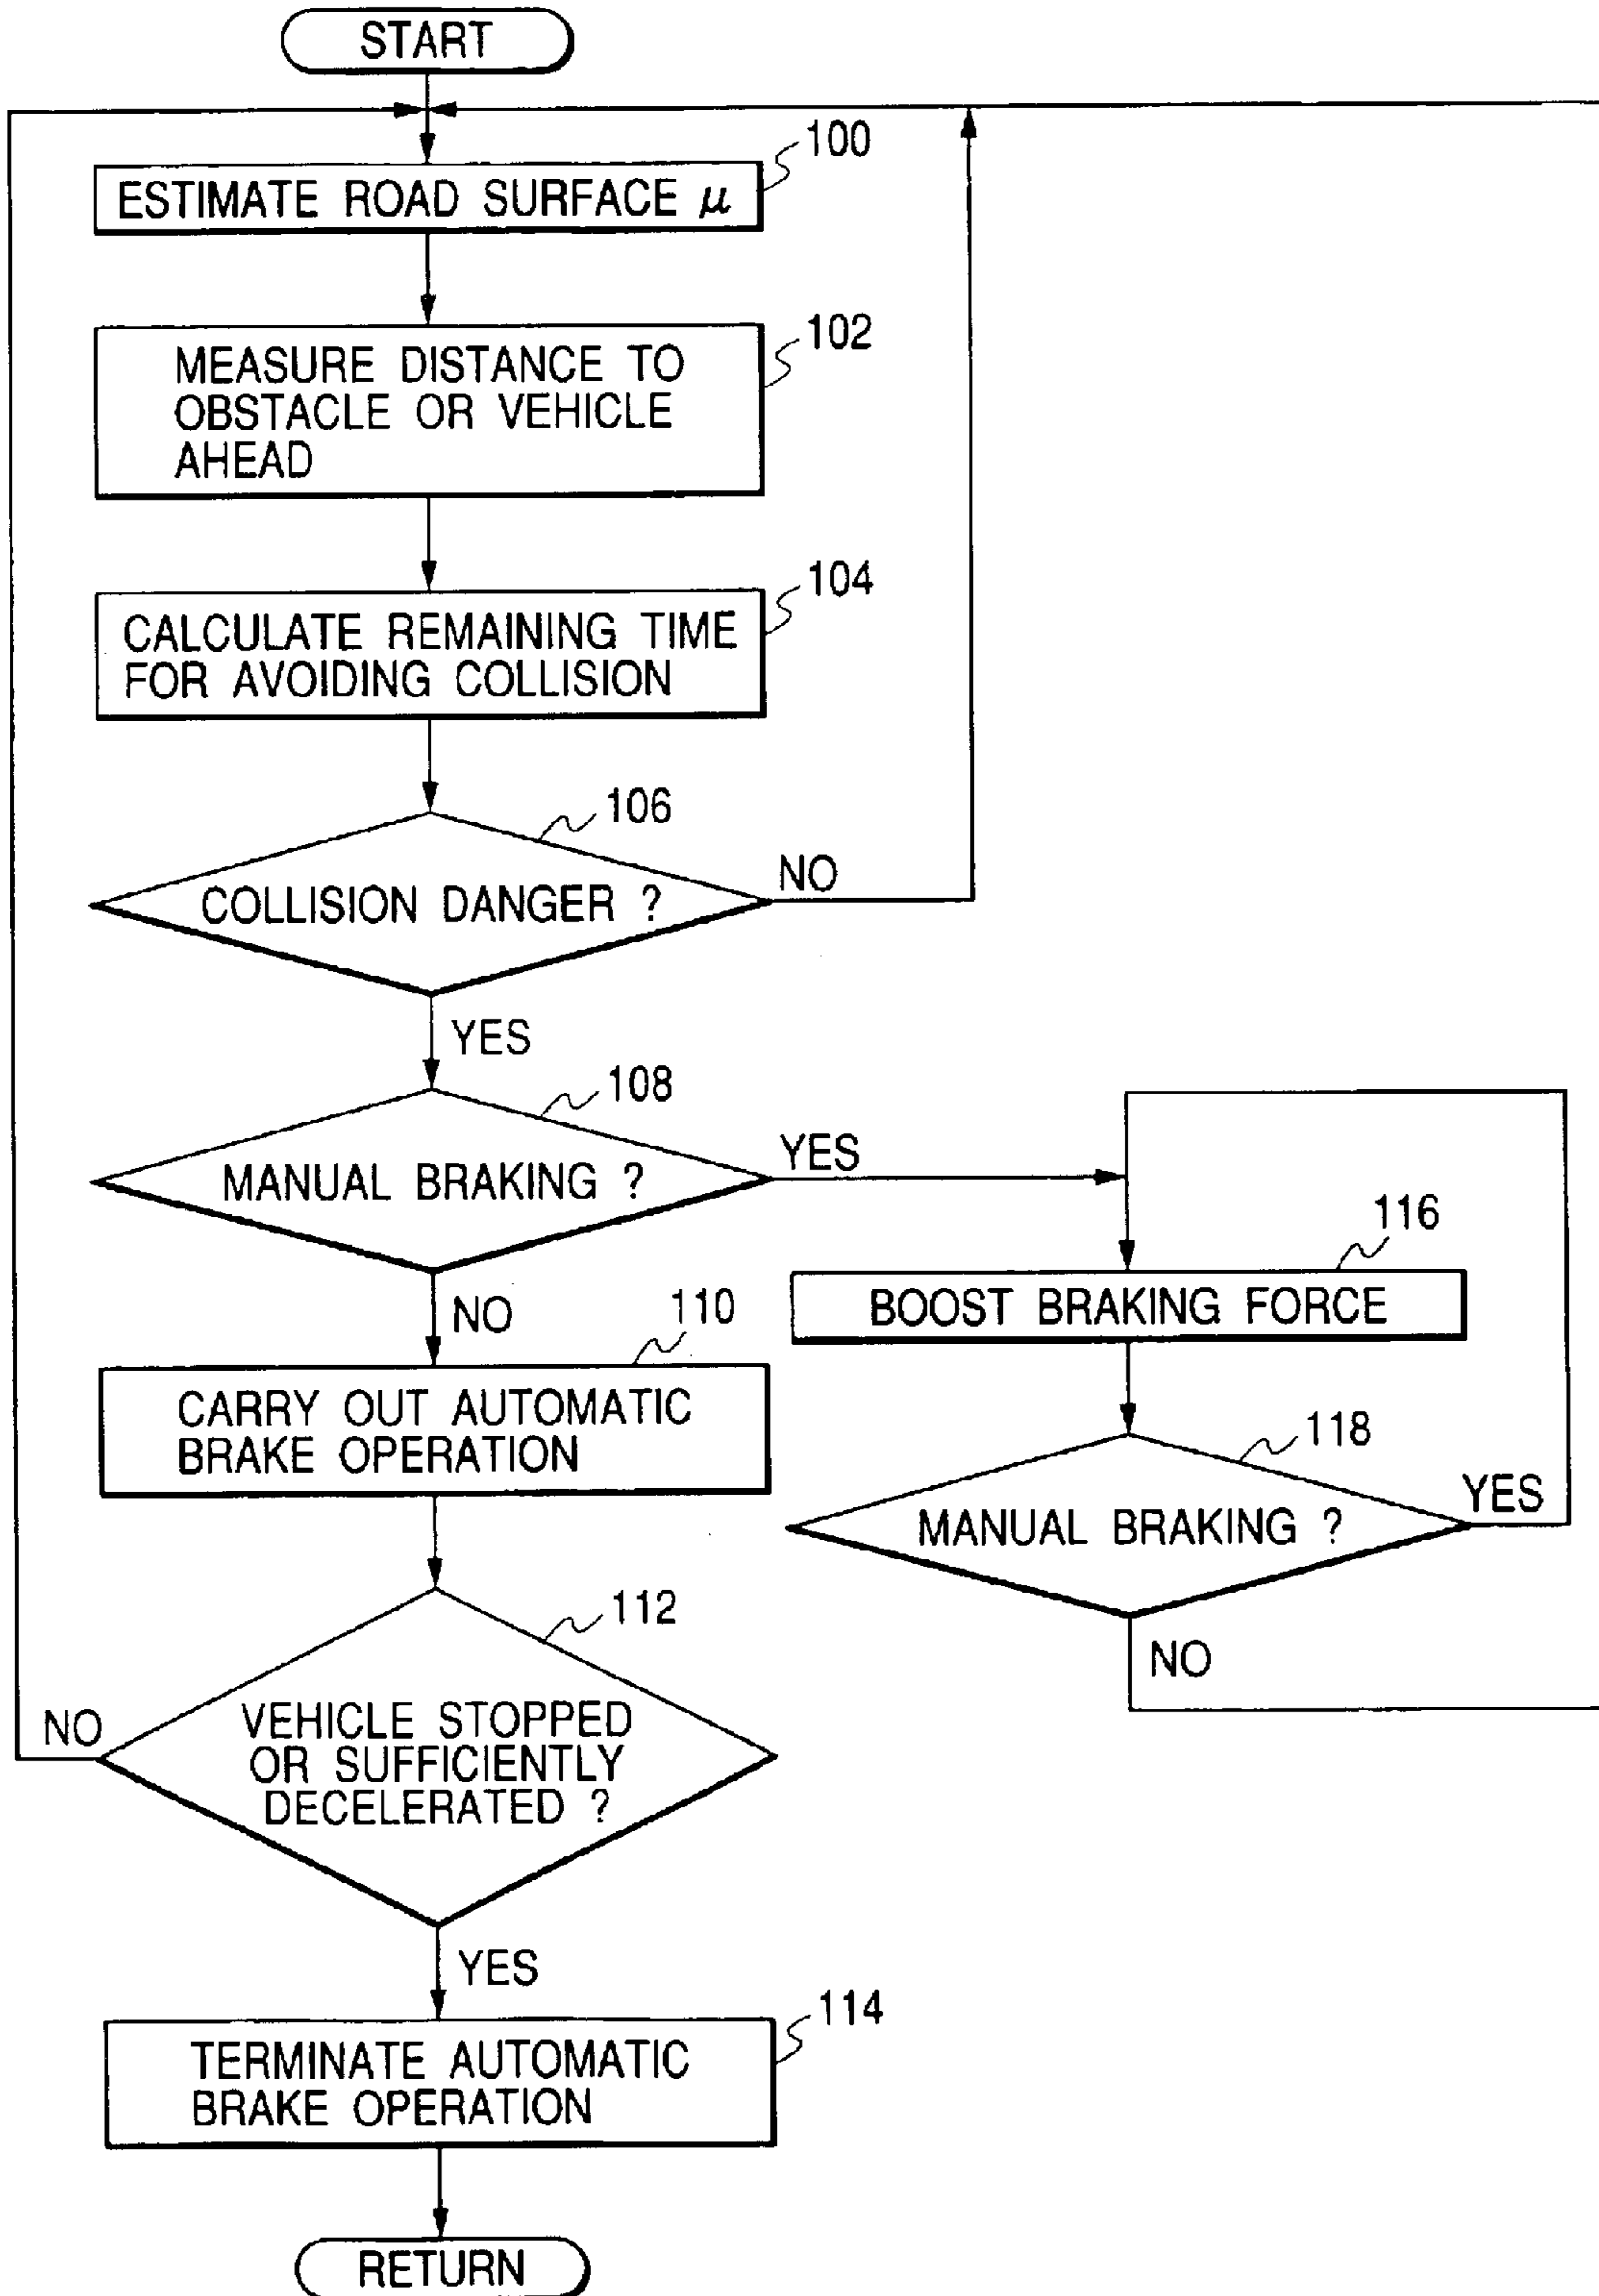 START
100
ESTIMATE ROAD SURFACE μ
102
MEASURE DISTANCE TO
OBSTACLE OR VEHICLE
AHEAD
104
CALCULATE REMAINING TIME
FOR AVOIDING COLLISION
106
COLLISION DANGER ?
NO
YES
108
MANUAL BRAKING ?
YES
NO
110
CARRY OUT AUTOMATIC
BRAKE OPERATION
116
BOOST BRAKING FORCE
118
MANUAL BRAKING ?
YES
NO
112
VEHICLE STOPPED
OR SUFFICIENTLY
DECELERATED ?
NO
YES
114
TERMINATE AUTOMATIC
BRAKE OPERATION
RETURN